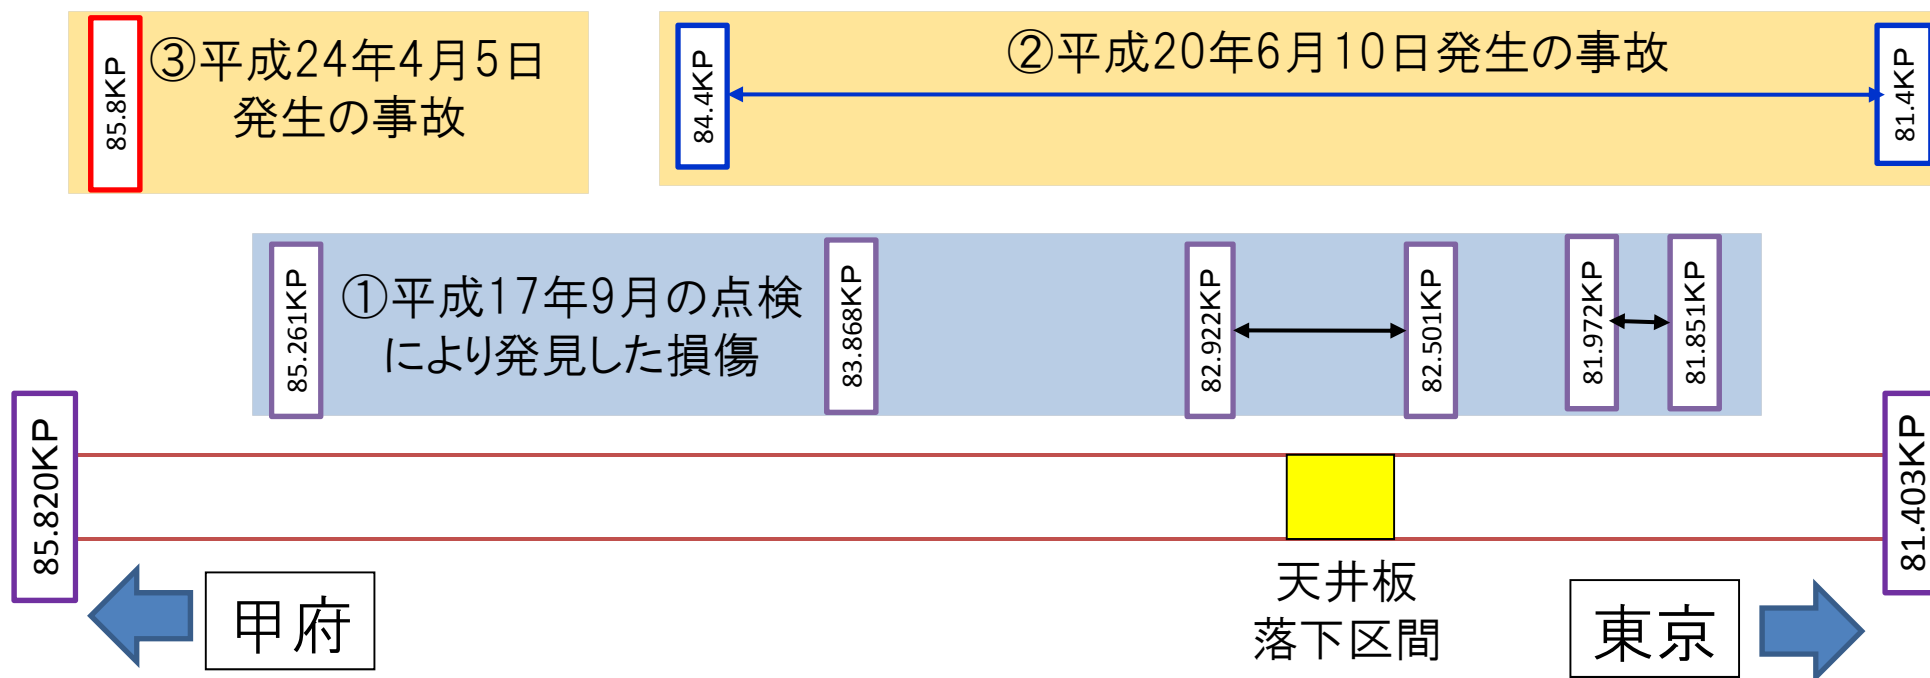 85.8KP
③平成24年4月5日
発生の事故
84.4KP
②平成20年6月10日発生の事故
81.4KP
85.261KP
①平成17年9月の点検
により発見した損傷
83.868KP
82.922KP
82.501KP
81.972KP
81.851KP
85.820KP
81.403KP
甲府
天井板
落下区間
東京